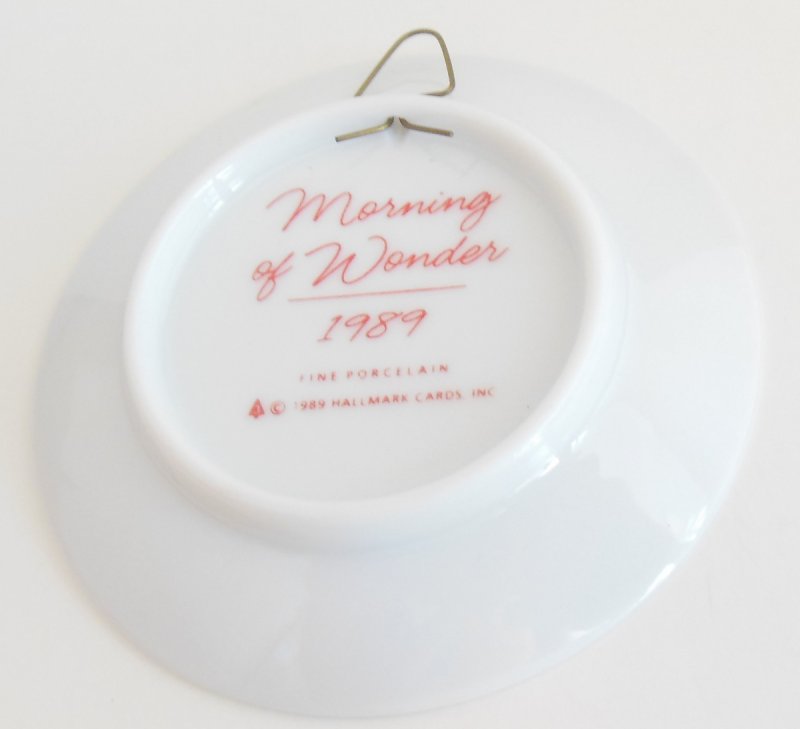 Morning
of Wonder
1989
FINE PORCELAIN
© 1989 HALLMARK CARDS, INC